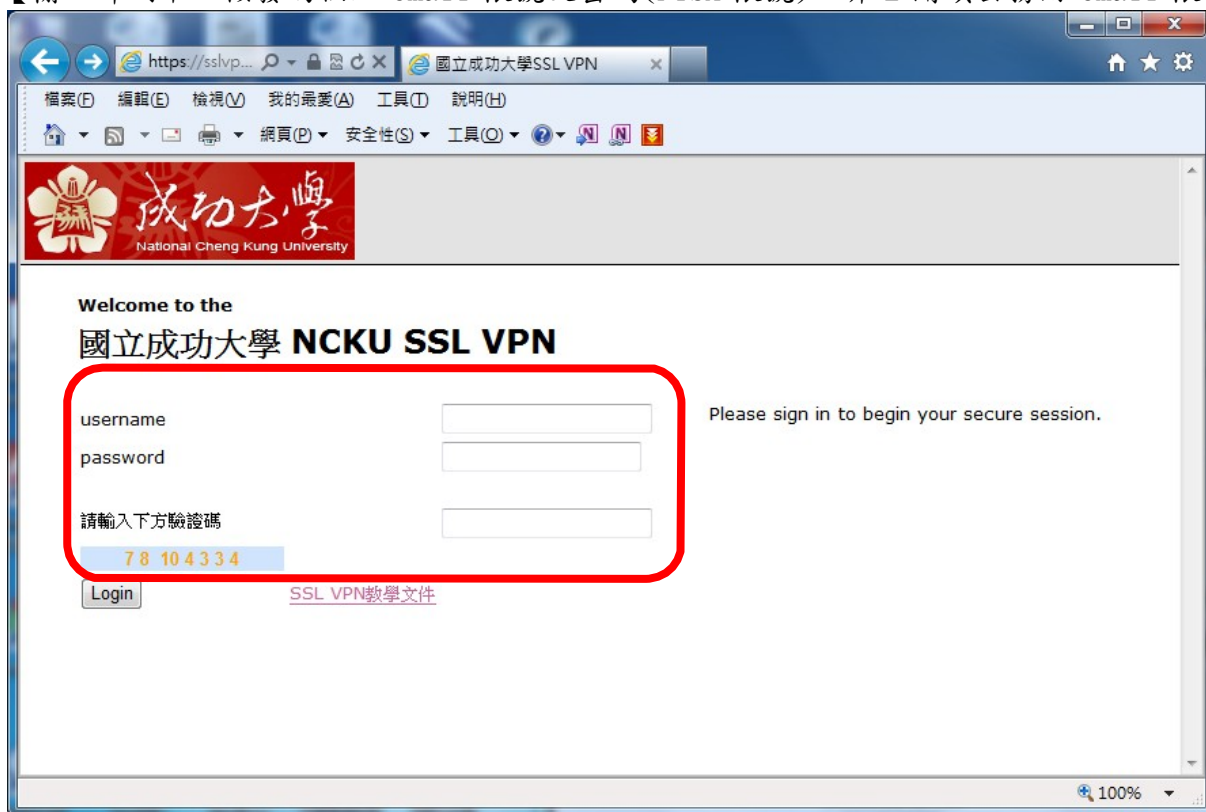 https://sslvp...
國立成功大學SSL VPN
檔案(F) 編輯(E) 檢視(V) 我的最愛(A) 工具(T) 說明(H)
網頁(P) 安全性(S) 工具(O)
成功大學
National Cheng Kung University
Welcome to the
國立成功大學 NCKU SSL VPN
username
Please sign in to begin your secure session.
password
請輸入下方驗證碼
7 8 10 4 3 3 4
Login
SSL VPN教學文件
100%